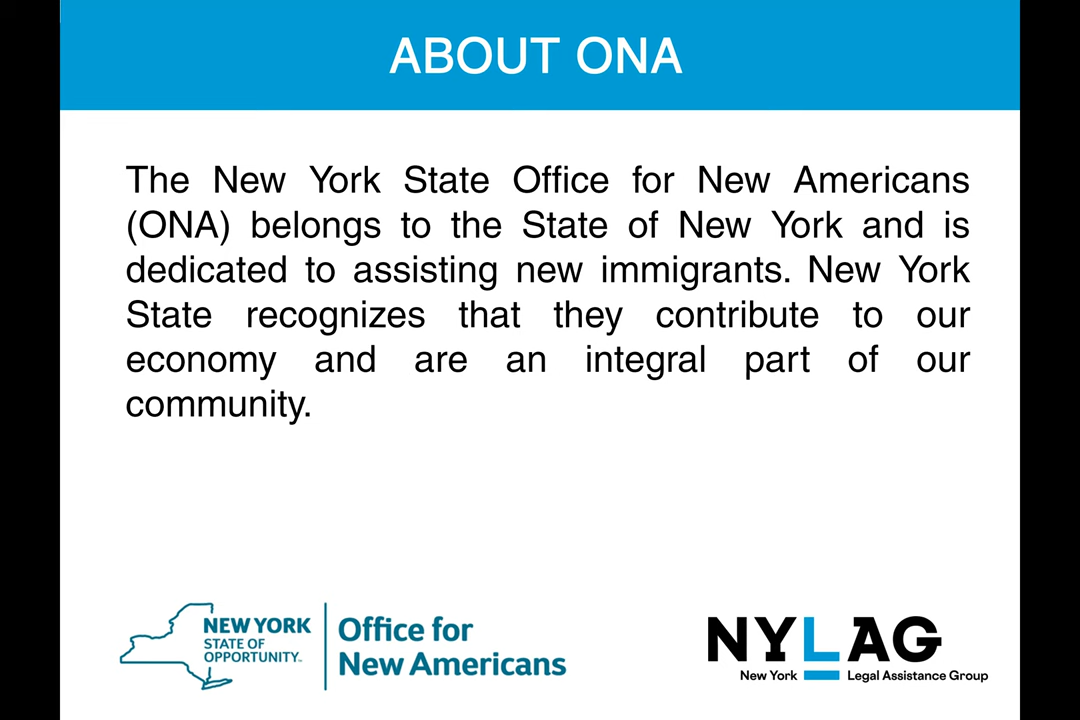 ABOUT ONA
The New York State Office for New Americans
(ONA) belongs to the State of New York and is
dedicated to assisting new immigrants. New York
State recognizes that they contribute to our
economy and are an integral part of our
community.
NEW YORK
STATE OF
OPPORTUNITY™
Office for
New Americans
NYLAG
New York Legal Assistance Group